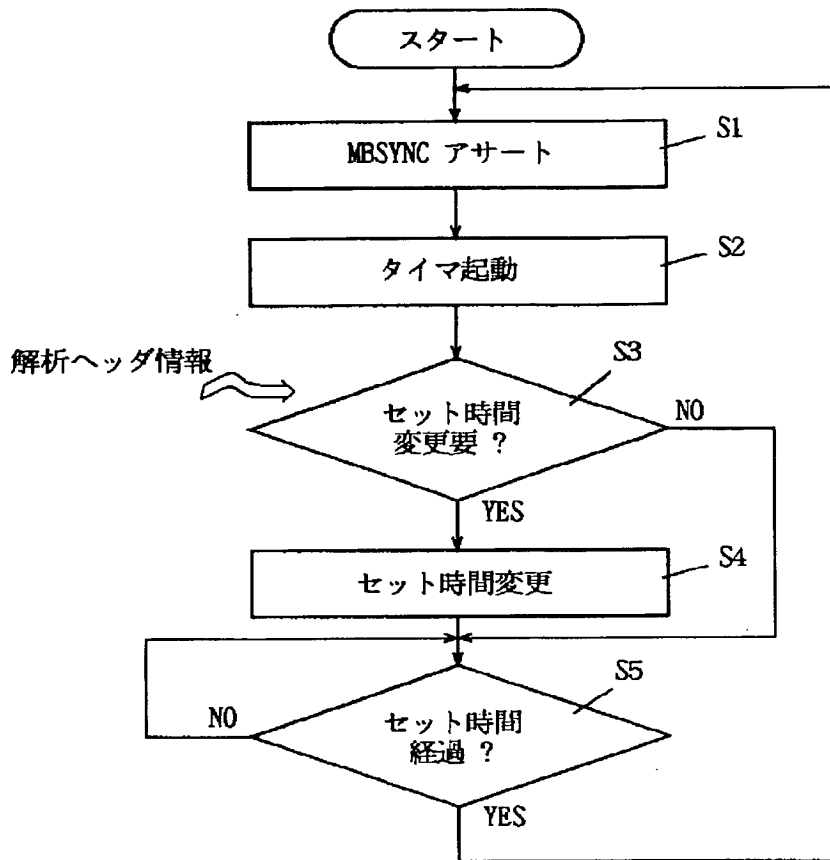 スタート
MBSYNC アサート
S1
タイマ起動
S2
解析ヘッダ情報
S3
セット時間
変更要 ?
NO
YES
セット時間変更
S4
S5
セット時間
経過 ?
NO
YES